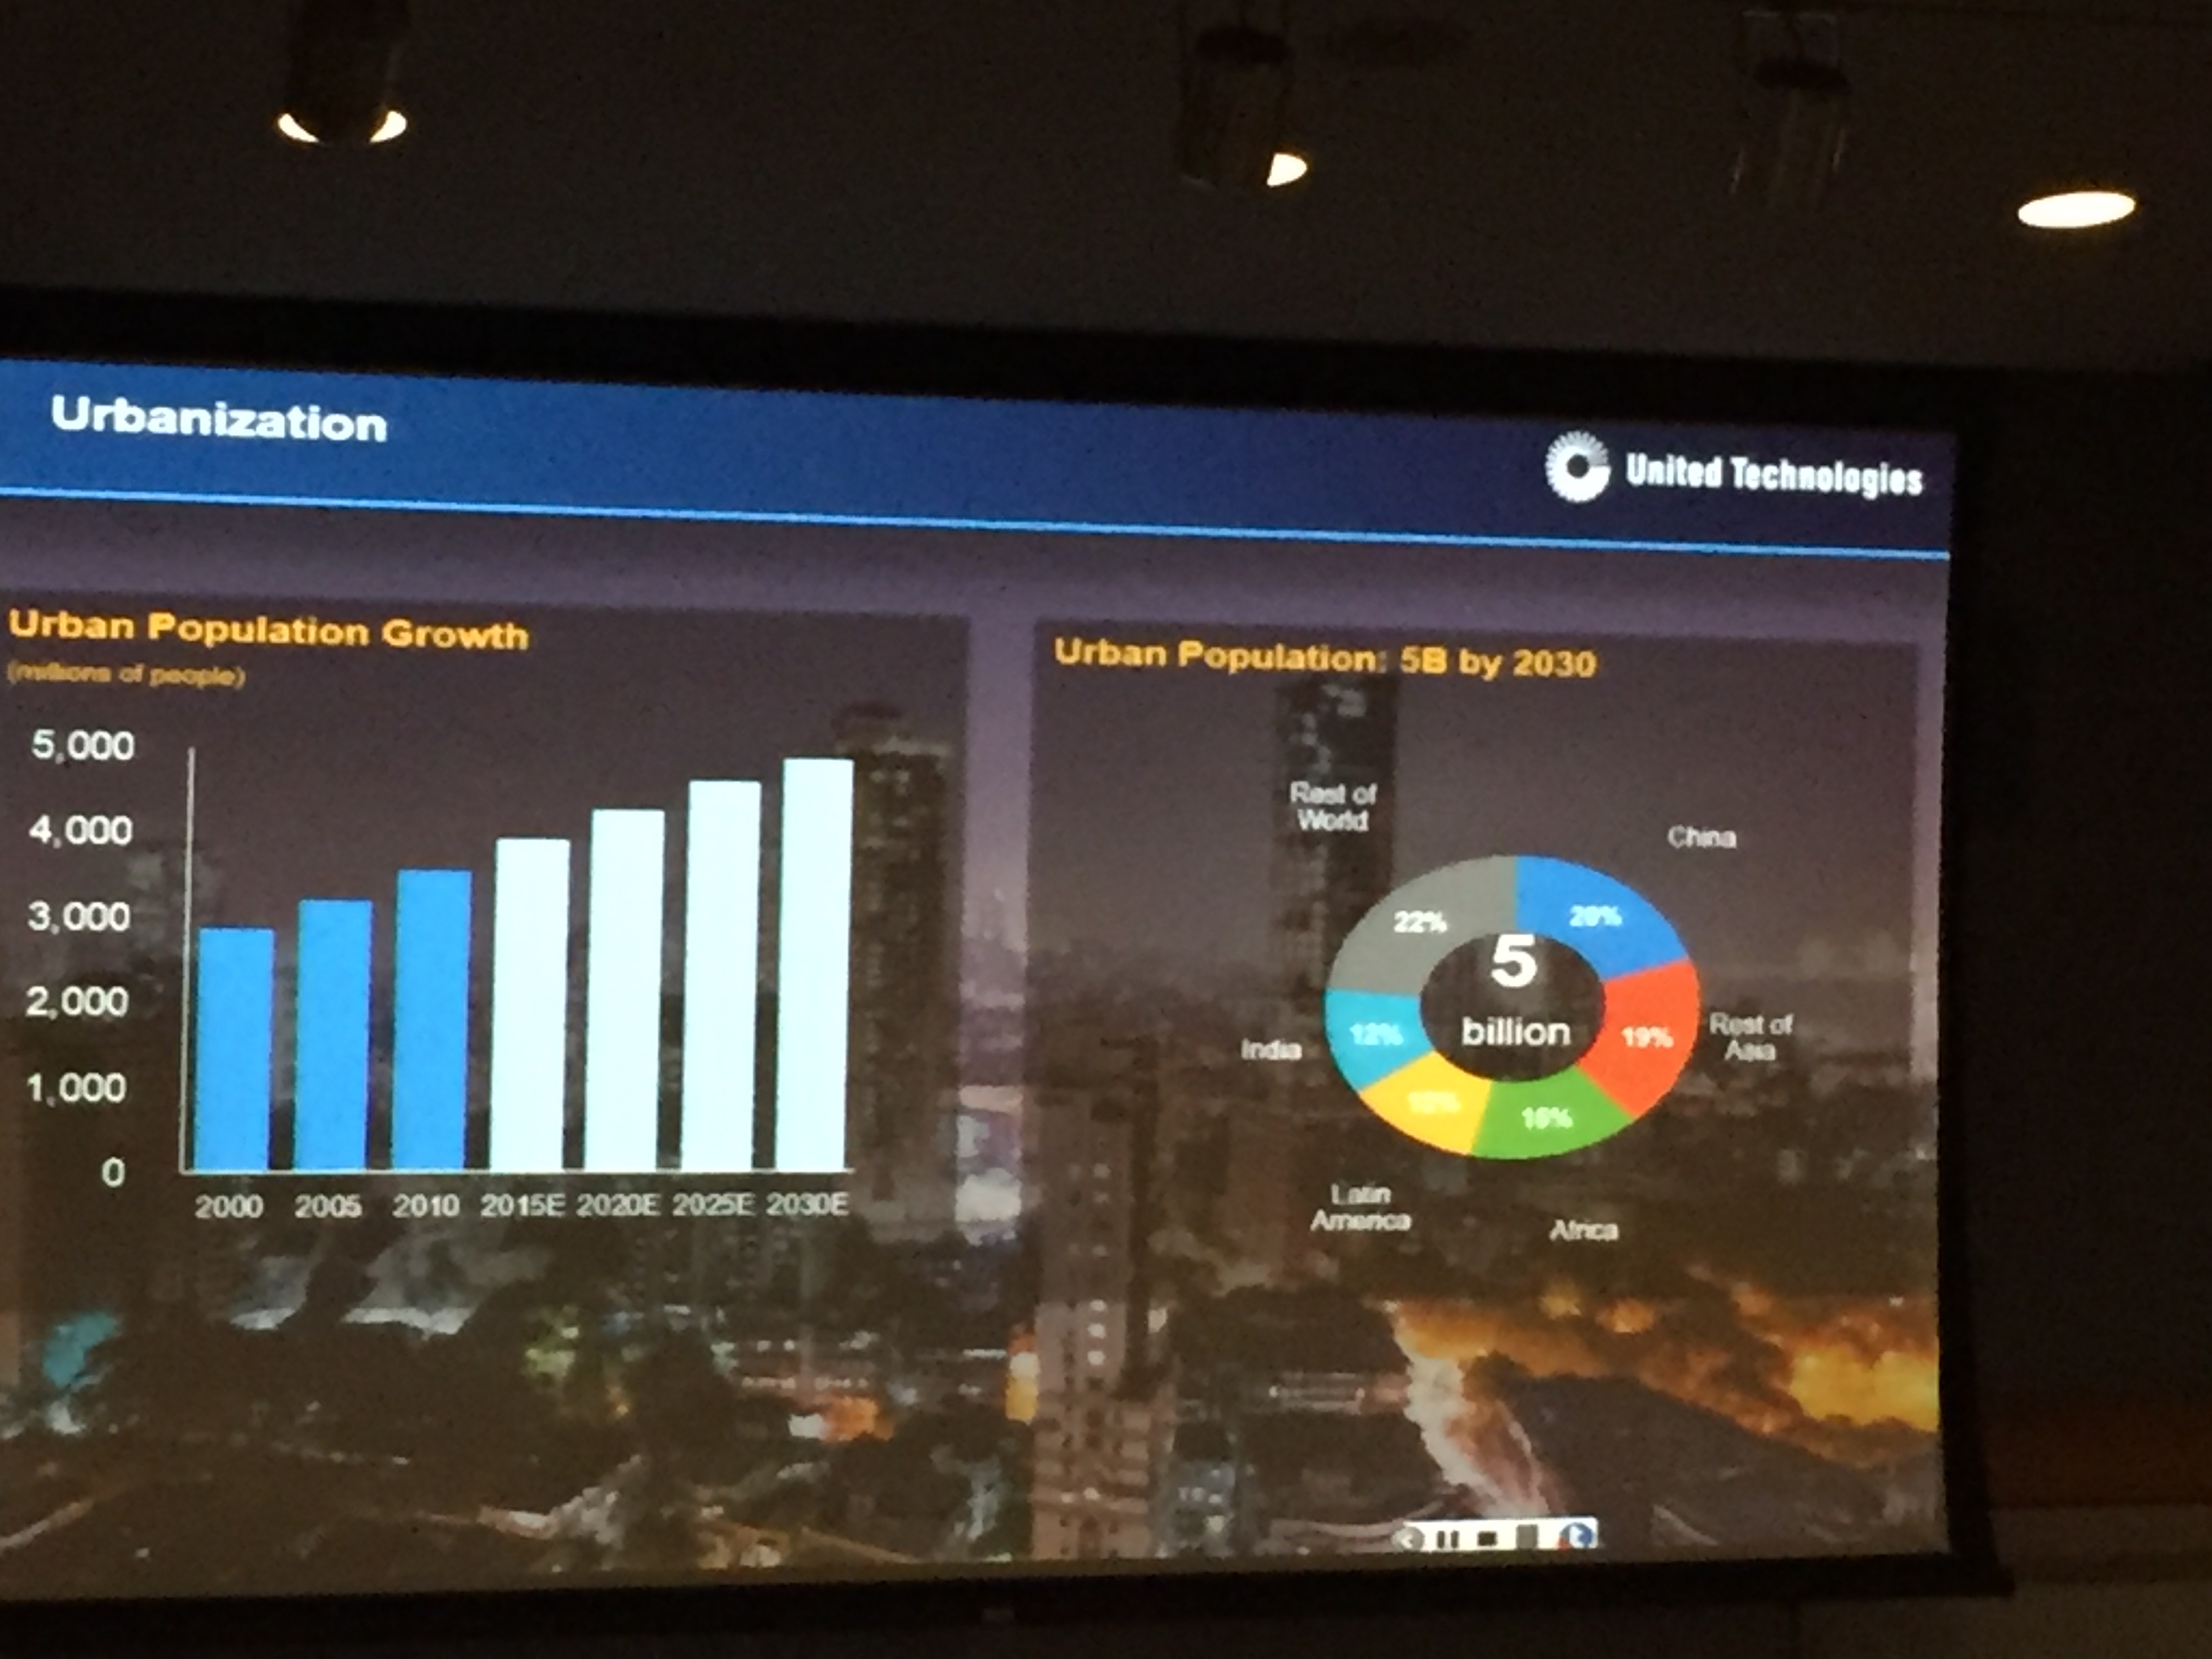 Urbanization
United Technologies
Urban Population Growth
(millions of people)
5,000
4,000
3,000
2,000
1,000
0
2000 2005 2010 2015E 2020E 2025E 2030E
Urban Population: 5B by 2030
Rest of
World
China
22%
20%
5
billion
19%
Rest of
Asia
India
12%
Latin
America
Africa